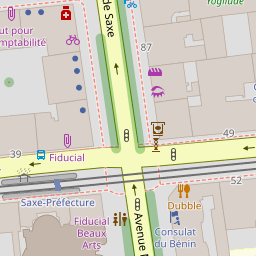 de Saxe
ut pour
mptabilité
Yogitude
87
49
39
Fiducial
52
Saxe-Préfecture
Dubble
Fiducial
Beaux
Arts
Avenue
Consulat
du Bénin